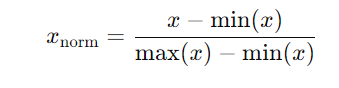 x_norm = (x − min(x)) / (max(x) − min(x))